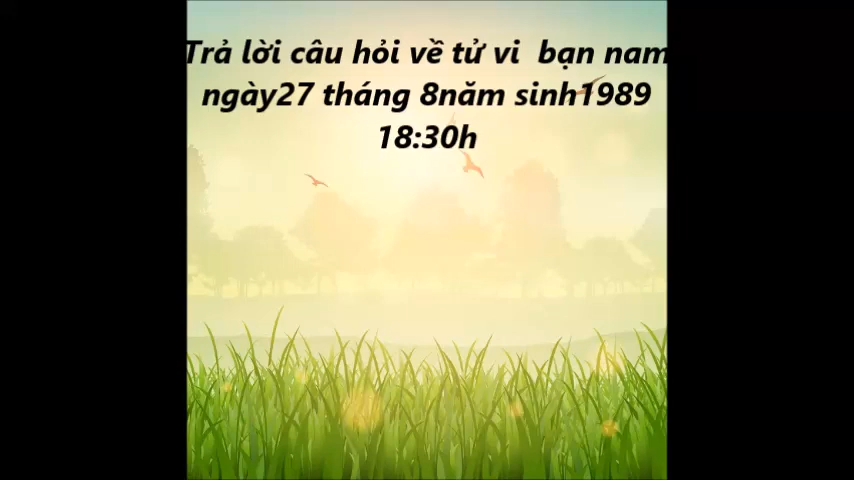 Trả lời câu hỏi về tử vi bạn nam
ngày27 tháng 8năm sinh1989
18:30h